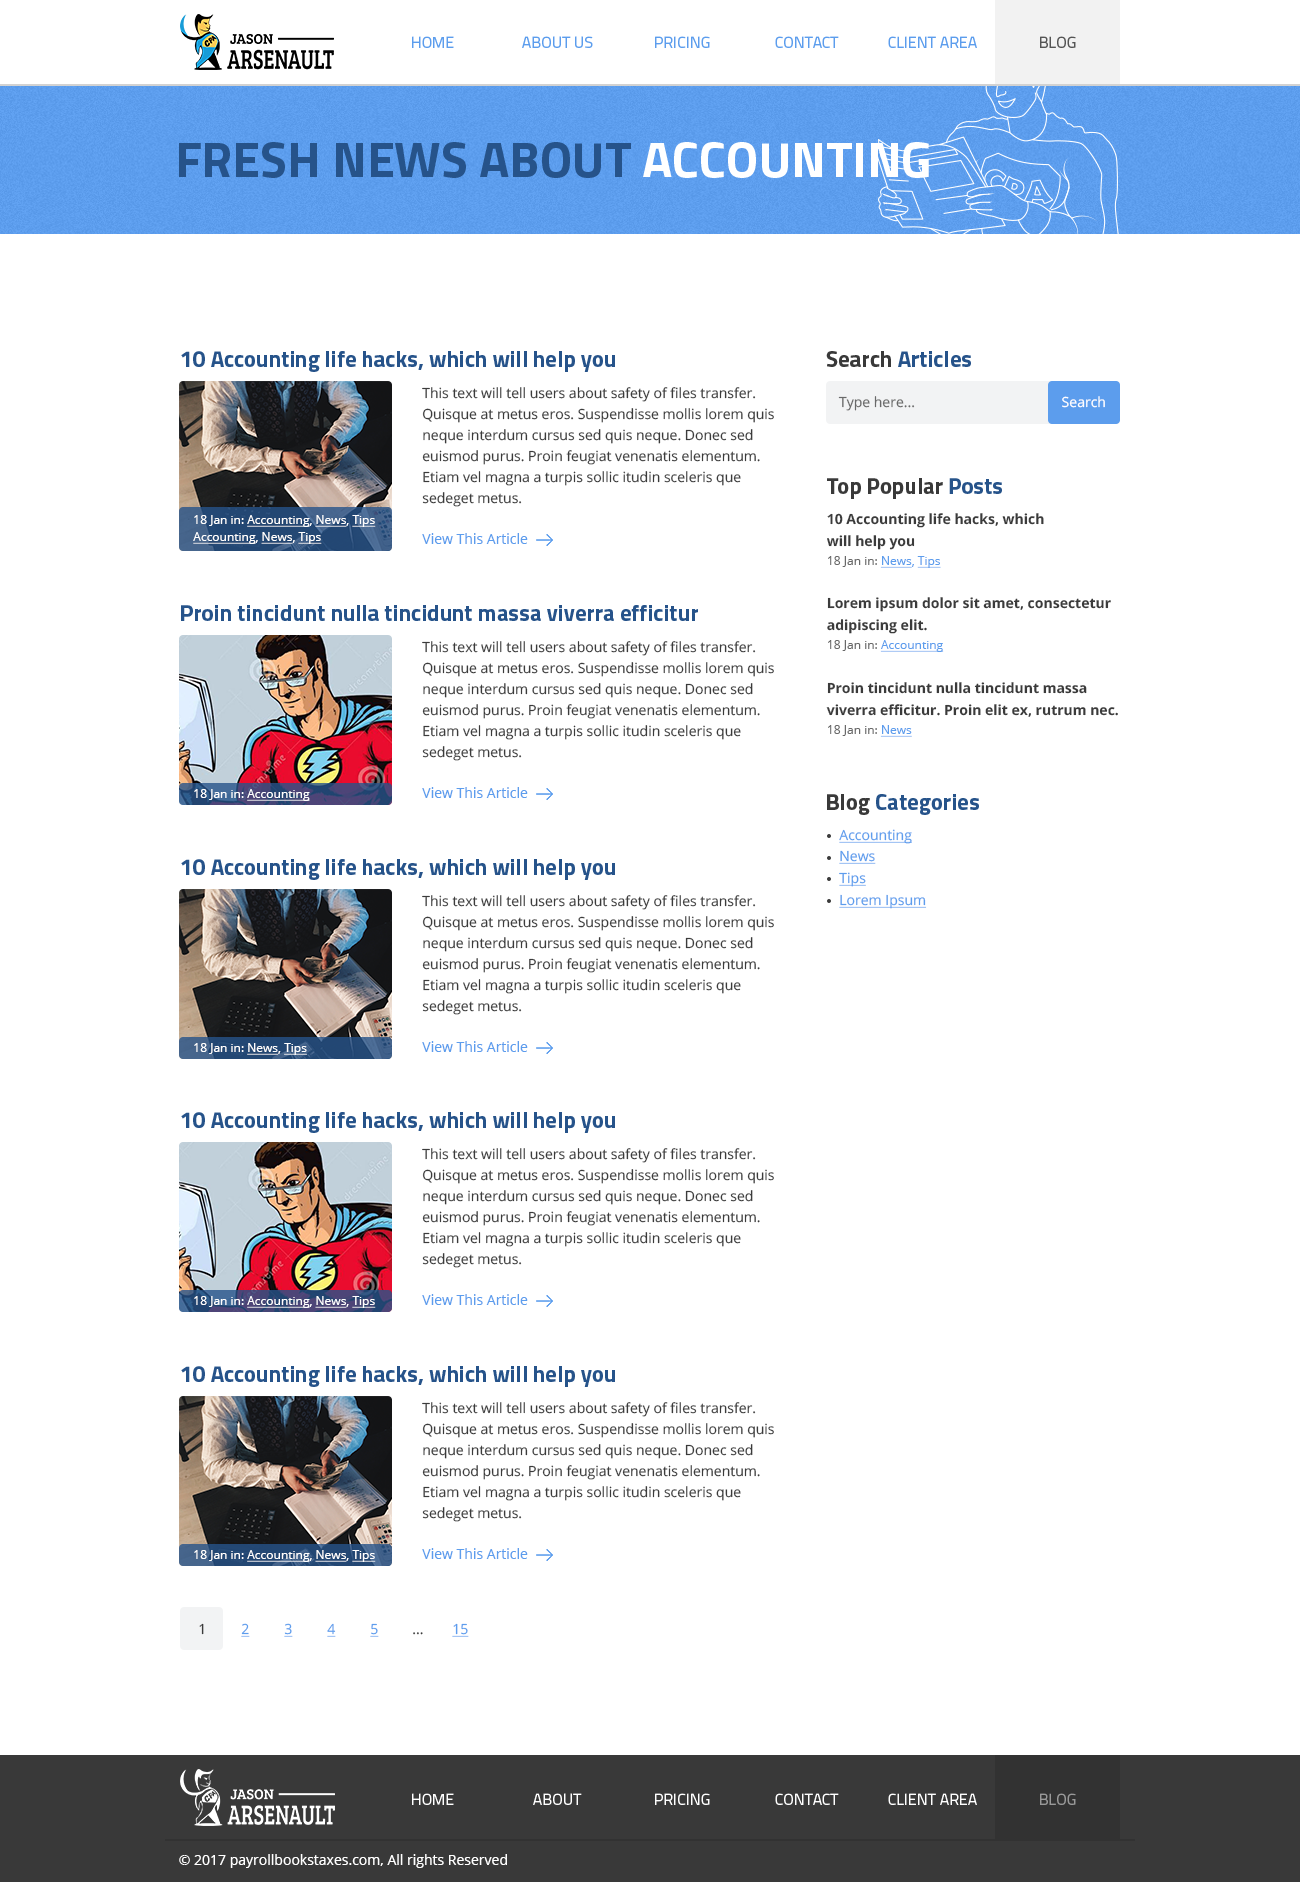 JASON
ARSENAULT
HOME
ABOUT US
PRICING
CONTACT
CLIENT AREA
BLOG
FRESH NEWS ABOUT ACCOUNTING
CPA
10 Accounting life hacks, which will help you
This text will tell users about safety of files transfer.
Quisque at metus eros. Suspendisse mollis lorem quis
neque interdum cursus sed quis neque. Donec sed
euismod purus. Proin feugiat venenatis elementum.
Etiam vel magna a turpis sollic itudin sceleris que
sedeget metus.
18 Jan in: Accounting, News, Tips
Accounting, News, Tips
View This Article
Proin tincidunt nulla tincidunt massa viverra efficitur
This text will tell users about safety of files transfer.
Quisque at metus eros. Suspendisse mollis lorem quis
neque interdum cursus sed quis neque. Donec sed
euismod purus. Proin feugiat venenatis elementum.
Etiam vel magna a turpis sollic itudin sceleris que
sedeget metus.
18 Jan in: Accounting
View This Article
10 Accounting life hacks, which will help you
This text will tell users about safety of files transfer.
Quisque at metus eros. Suspendisse mollis lorem quis
neque interdum cursus sed quis neque. Donec sed
euismod purus. Proin feugiat venenatis elementum.
Etiam vel magna a turpis sollic itudin sceleris que
sedeget metus.
18 Jan in: News, Tips
View This Article
10 Accounting life hacks, which will help you
This text will tell users about safety of files transfer.
Quisque at metus eros. Suspendisse mollis lorem quis
neque interdum cursus sed quis neque. Donec sed
euismod purus. Proin feugiat venenatis elementum.
Etiam vel magna a turpis sollic itudin sceleris que
sedeget metus.
18 Jan in: Accounting, News, Tips
View This Article
10 Accounting life hacks, which will help you
This text will tell users about safety of files transfer.
Quisque at metus eros. Suspendisse mollis lorem quis
neque interdum cursus sed quis neque. Donec sed
euismod purus. Proin feugiat venenatis elementum.
Etiam vel magna a turpis sollic itudin sceleris que
sedeget metus.
18 Jan in: Accounting, News, Tips
View This Article
1 2 3 4 5 ... 15
Search Articles
Type here...
Search
Top Popular Posts
10 Accounting life hacks, which
will help you
18 Jan in: News, Tips
Lorem ipsum dolor sit amet, consectetur
adipiscing elit.
18 Jan in: Accounting
Proin tincidunt nulla tincidunt massa
viverra efficitur. Proin elit ex, rutrum nec.
18 Jan in: News
Blog Categories
• Accounting
• News
• Tips
• Lorem Ipsum
JASON
ARSENAULT
HOME
ABOUT
PRICING
CONTACT
CLIENT AREA
BLOG
© 2017 payrollbookstaxes.com, All rights Reserved